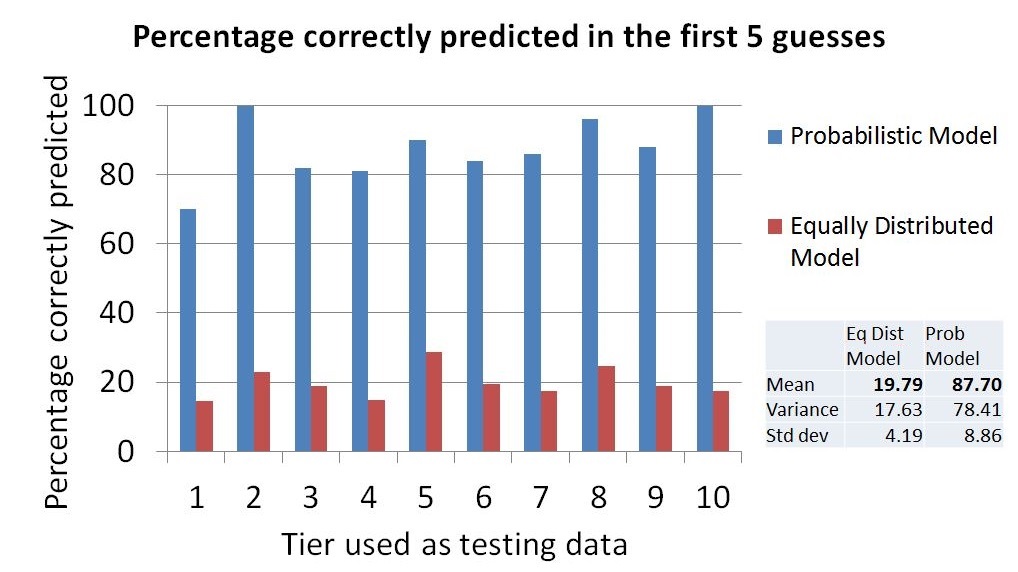 Percentage correctly predicted in the first 5 guesses
Percentage correctly predicted
100
80
60
40
20
0
1 2 3 4 5 6 7 8 9 10
Tier used as testing data
Probabilistic Model
Equally Distributed
Model
Eq Dist Prob
Model Model
Mean 19.79 87.70
Variance 17.63 78.41
Std dev 4.19 8.86